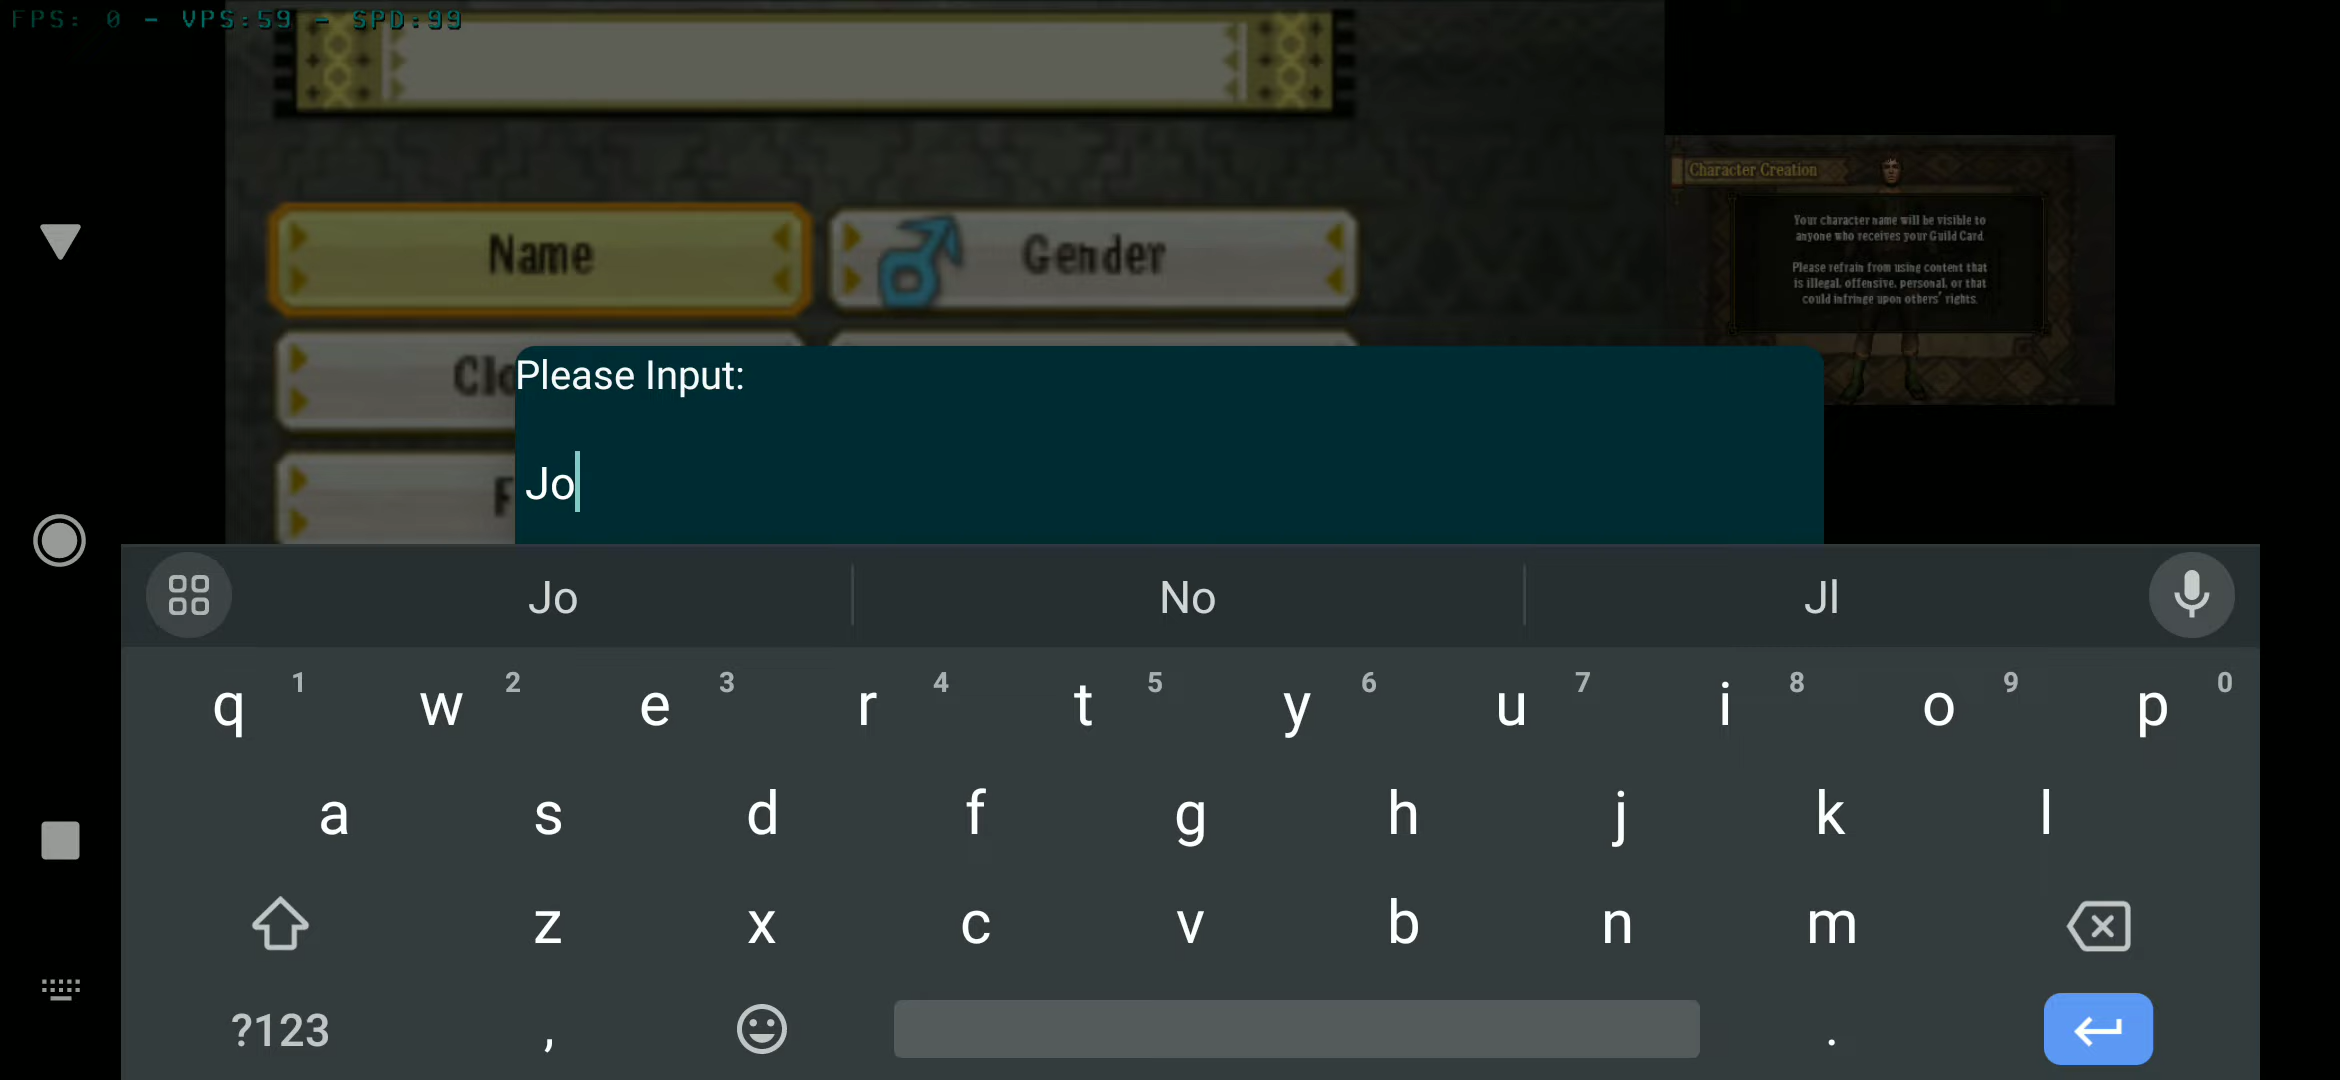 FPS: 0 - VPS:59 - SPD:99
Character Creation
Your character name will be visible to
anyone who receives your Guild Card.
Please refrain from using content that
is illegal, offensive, personal, or that
could infringe upon others' rights.
Name
Gender
Clo
F
Please Input:
Jo
Jo No Jl
q 1 w 2 e 3 r 4 t 5 y 6 u 7 i 8 o 9 p 0
a s d f g h j k l
z x c v b n m
?123 , .